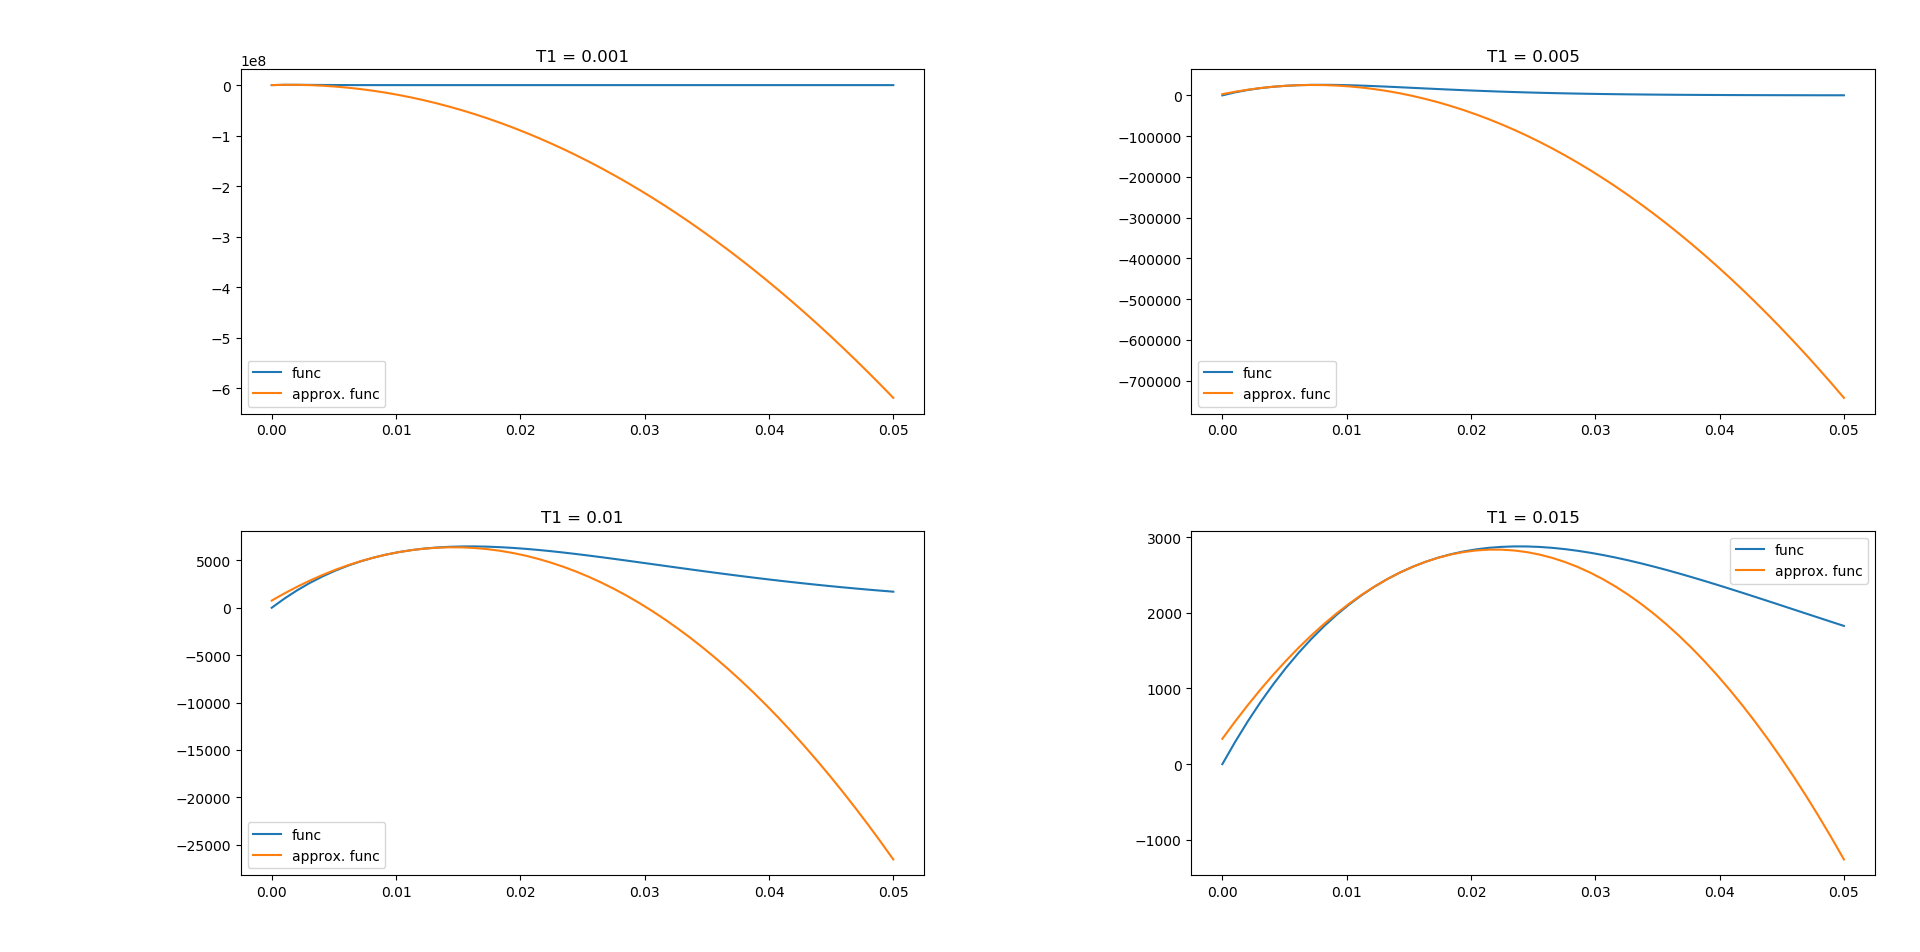 T1 = 0.001
1e8
0
−1
−2
−3
−4
−5
−6
func
approx. func
0.00 0.01 0.02 0.03 0.04 0.05
T1 = 0.005
0
−100000
−200000
−300000
−400000
−500000
−600000
−700000
func
approx. func
0.00 0.01 0.02 0.03 0.04 0.05
T1 = 0.01
5000
0
−5000
−10000
−15000
−20000
−25000
func
approx. func
0.00 0.01 0.02 0.03 0.04 0.05
T1 = 0.015
3000
2000
1000
0
−1000
func
approx. func
0.00 0.01 0.02 0.03 0.04 0.05